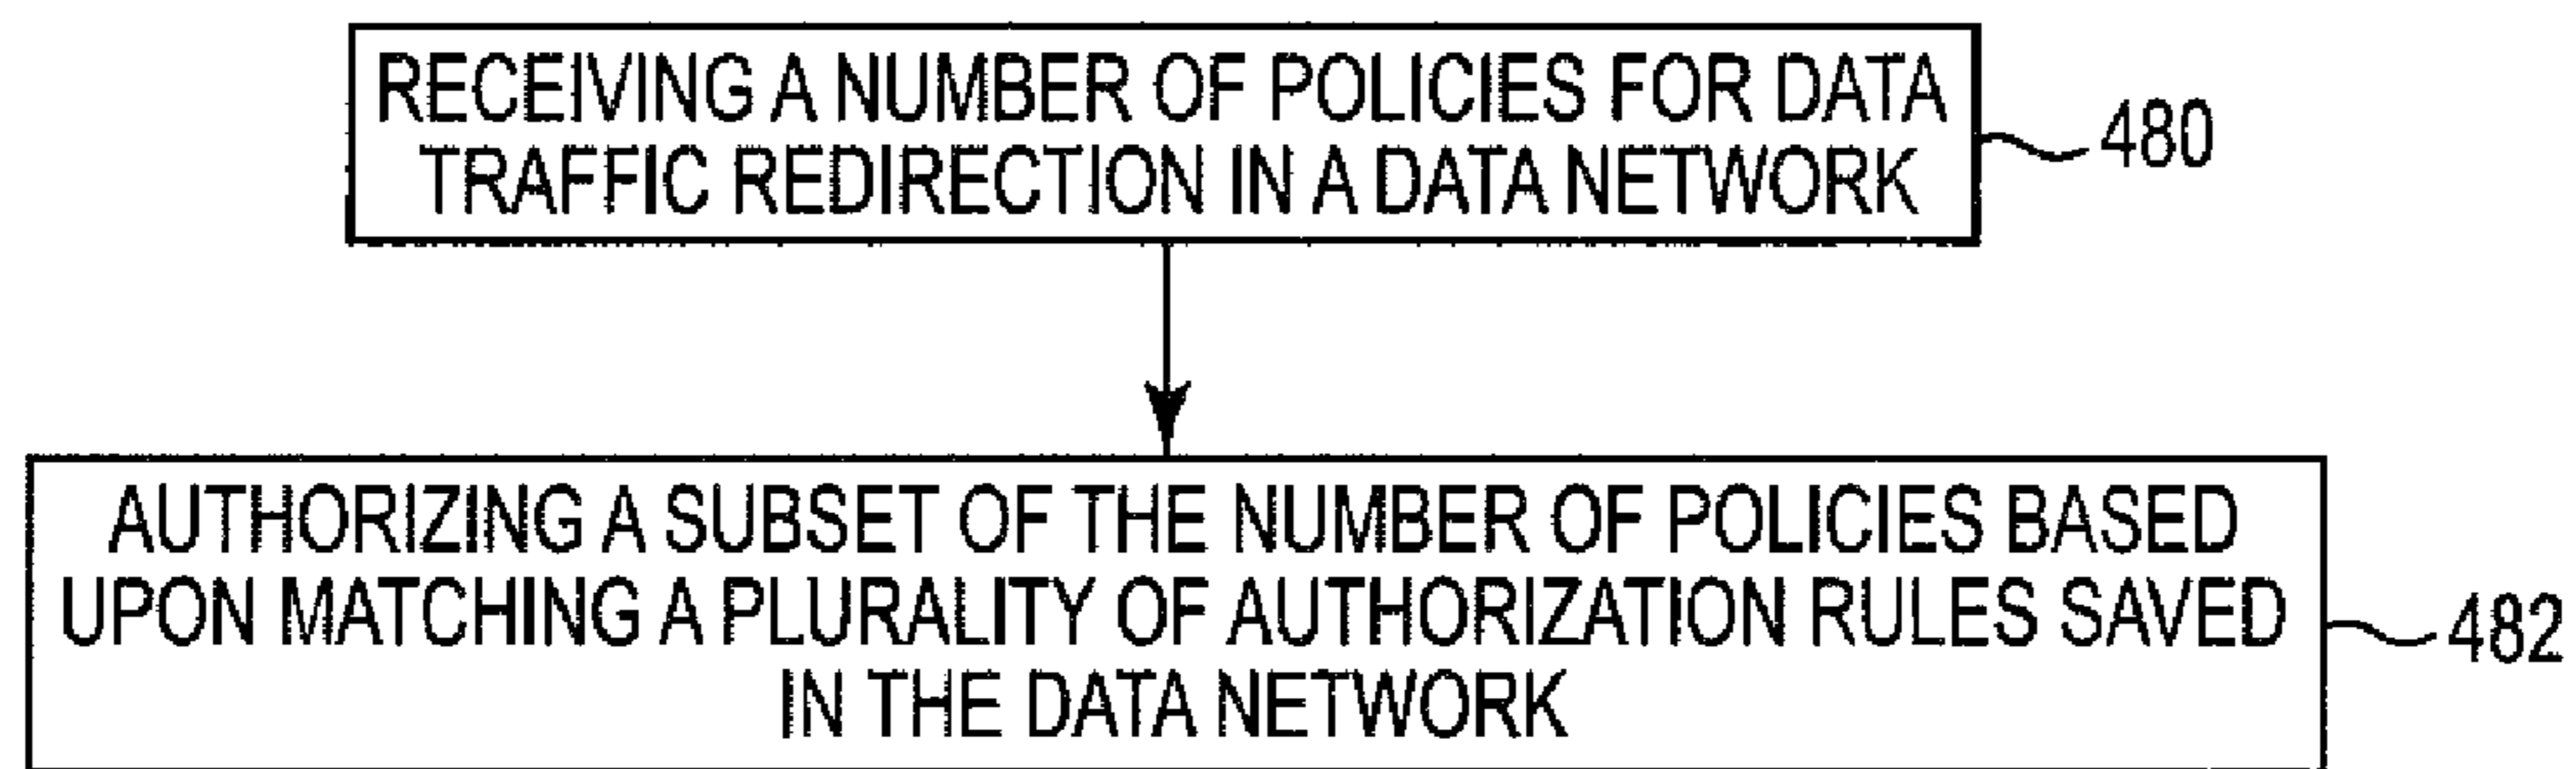 RECEIVING A NUMBER OF POLICIES FOR DATA
TRAFFIC REDIRECTION IN A DATA NETWORK
480
AUTHORIZING A SUBSET OF THE NUMBER OF POLICIES BASED
UPON MATCHING A PLURALITY OF AUTHORIZATION RULES SAVED
IN THE DATA NETWORK
482